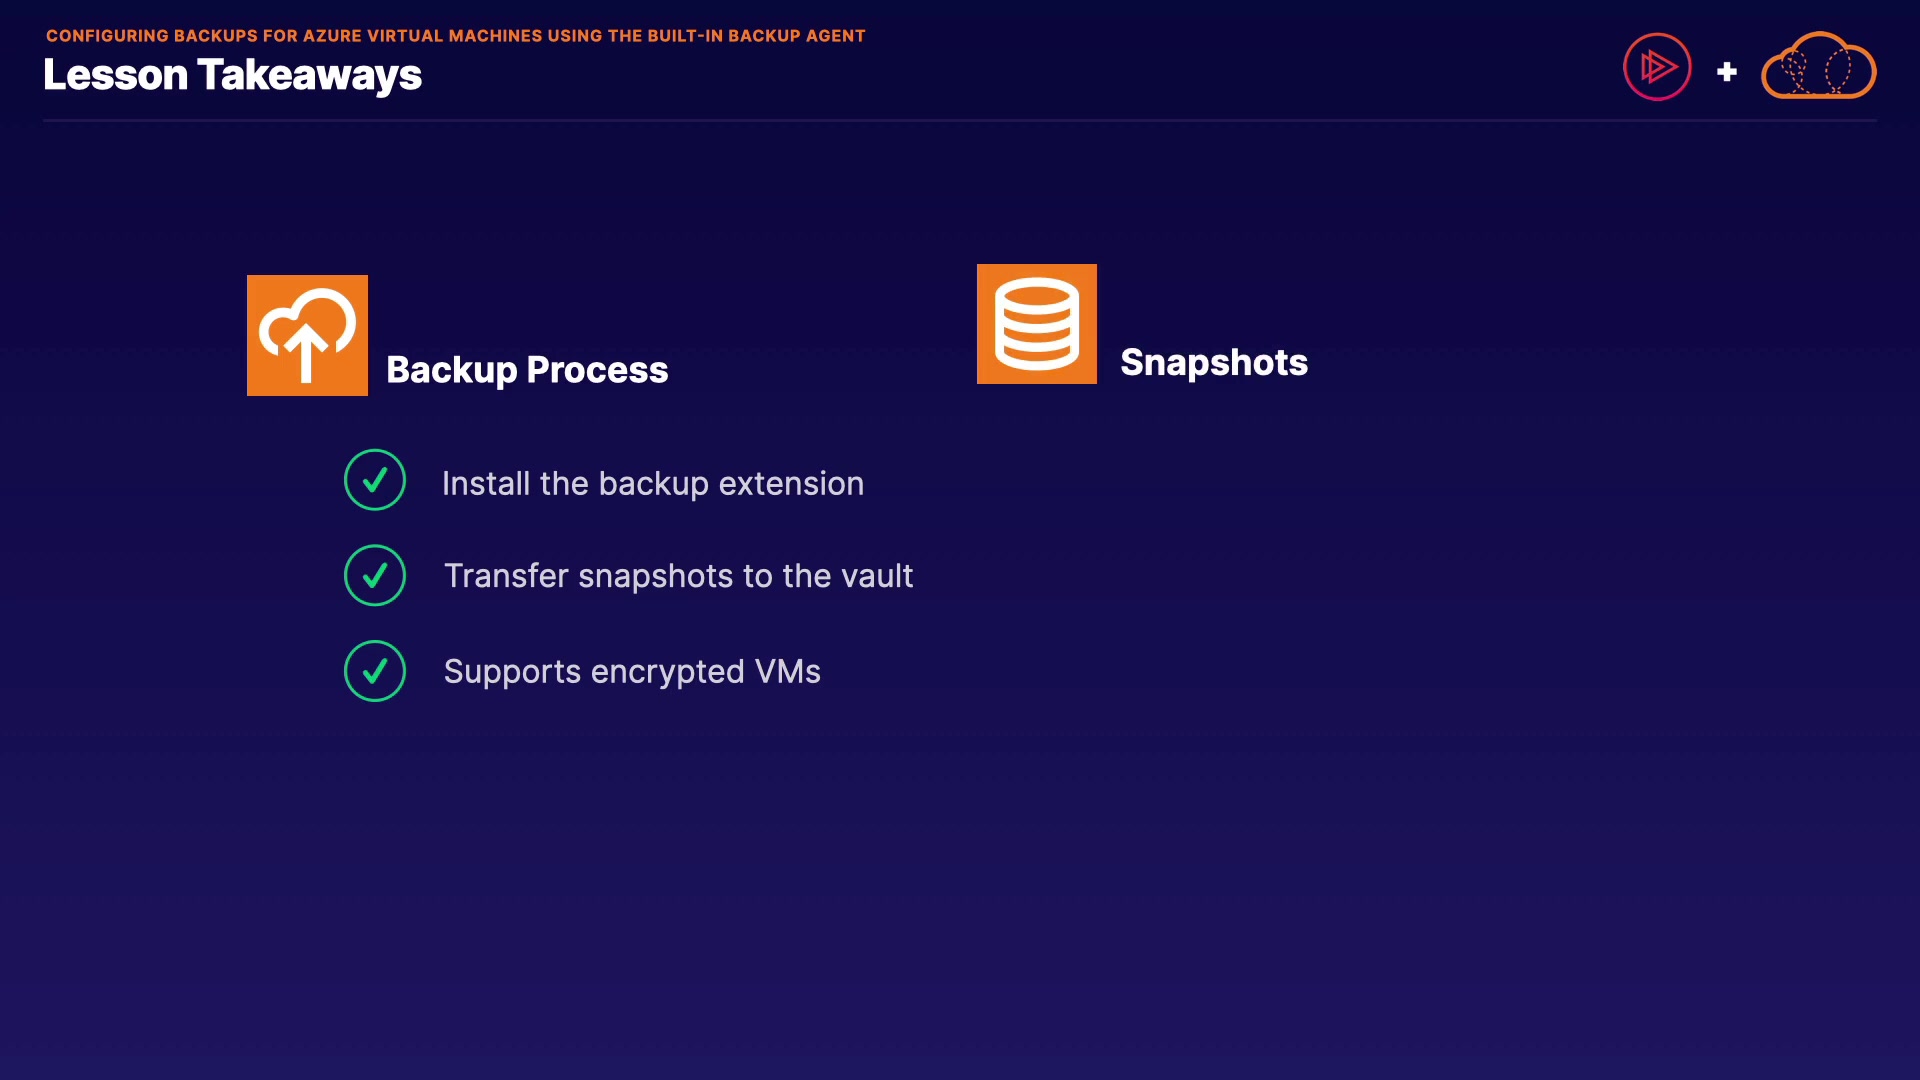 CONFIGURING BACKUPS FOR AZURE VIRTUAL MACHINES USING THE BUILT-IN BACKUP AGENT
Lesson Takeaways
Backup Process
Install the backup extension
Transfer snapshots to the vault
Supports encrypted VMs
Snapshots